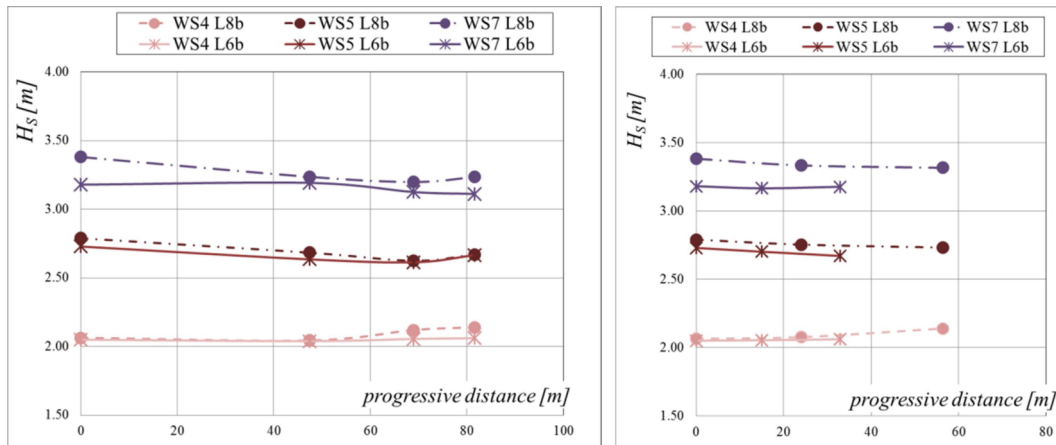 WS4 L8b WS5 L8b WS7 L8b
WS4 L6b WS5 L6b WS7 L6b
4.00
3.50
3.00
2.50
2.00
1.50
H_S [m]
progressive distance [m]
0 20 40 60 80 100
WS4 L8b WS5 L8b WS7 L8b
WS4 L6b WS5 L6b WS7 L6b
4.00
3.50
3.00
2.50
2.00
1.50
H_S [m]
progressive distance [m]
0 20 40 60 80